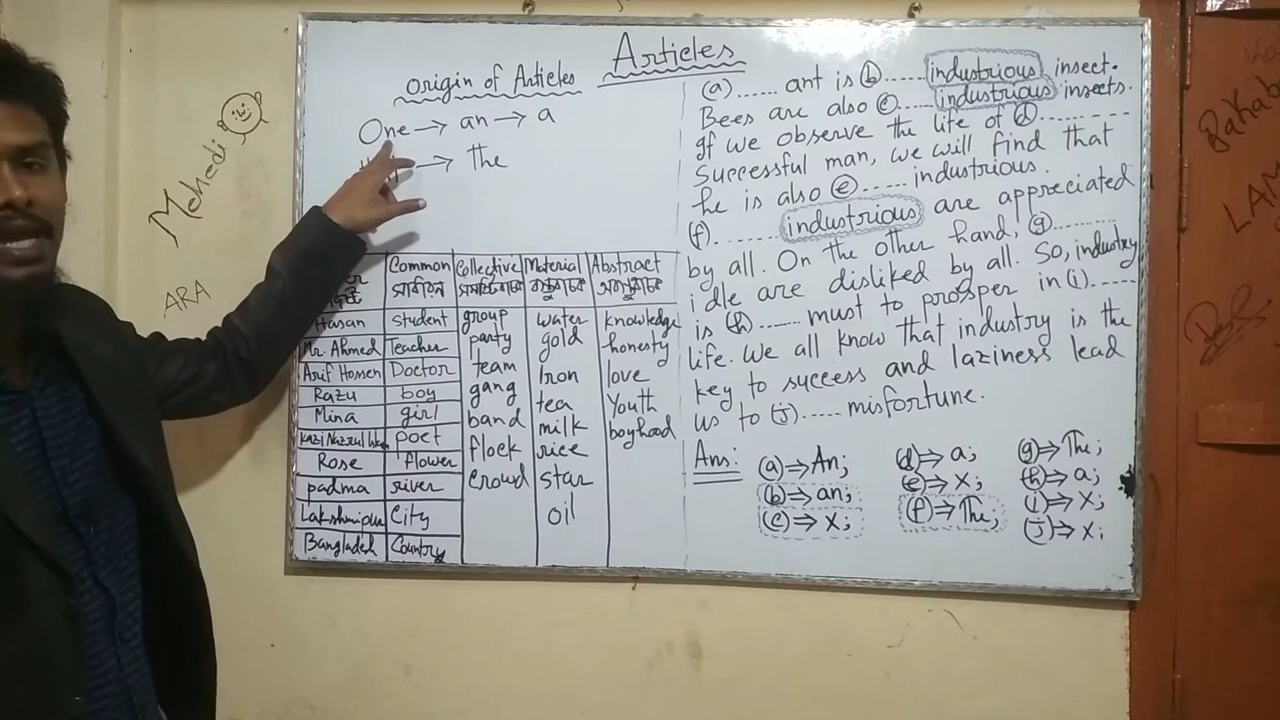 Articles
Origin of Articles
One → an → a
→ the
Common Collective Material Abstract
Hasan student group water knowledge
Mr Ahmed Teacher party gold honesty
Arif Hossen Doctor team Iron love
Razu boy gang tea Youth
Mina girl band milk boyhood
Kazi Nazrul poet flock rice
Rose flower crowd star
padma river oil
Lakshmipur City
Bangladesh Country
(a)...... ant is (b)...... industrious insect.
Bees are also (c)...... industrious insects.
If we observe the life of (d)........
Successful man, we will find that
he is also (e)..... industrious.
(f)........ industrious are appreciated
by all. On the other hand, (g)........
idle are disliked by all. So, industry
is (h)....... must to prosper in (i)......
life. We all know that industry is the
key to success and laziness lead
us to (j)..... misfortune.
Ans: (a)⇒ An; (d)⇒ a; (g)⇒ The;
(b)⇒ an; (e)⇒ X; (h)⇒ a;
(c)⇒ X; (f)⇒ The; (i)⇒ X;
(j)⇒ X;
Mehedi
ARA
LAM